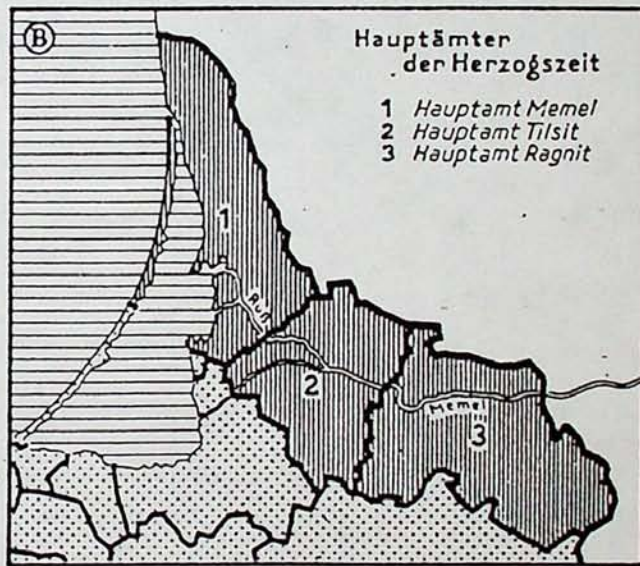 B
Hauptämter
der Herzogszeit
1 Hauptamt Memel
2 Hauptamt Tilsit
3 Hauptamt Ragnit
1
Ruß
2
Memel
3